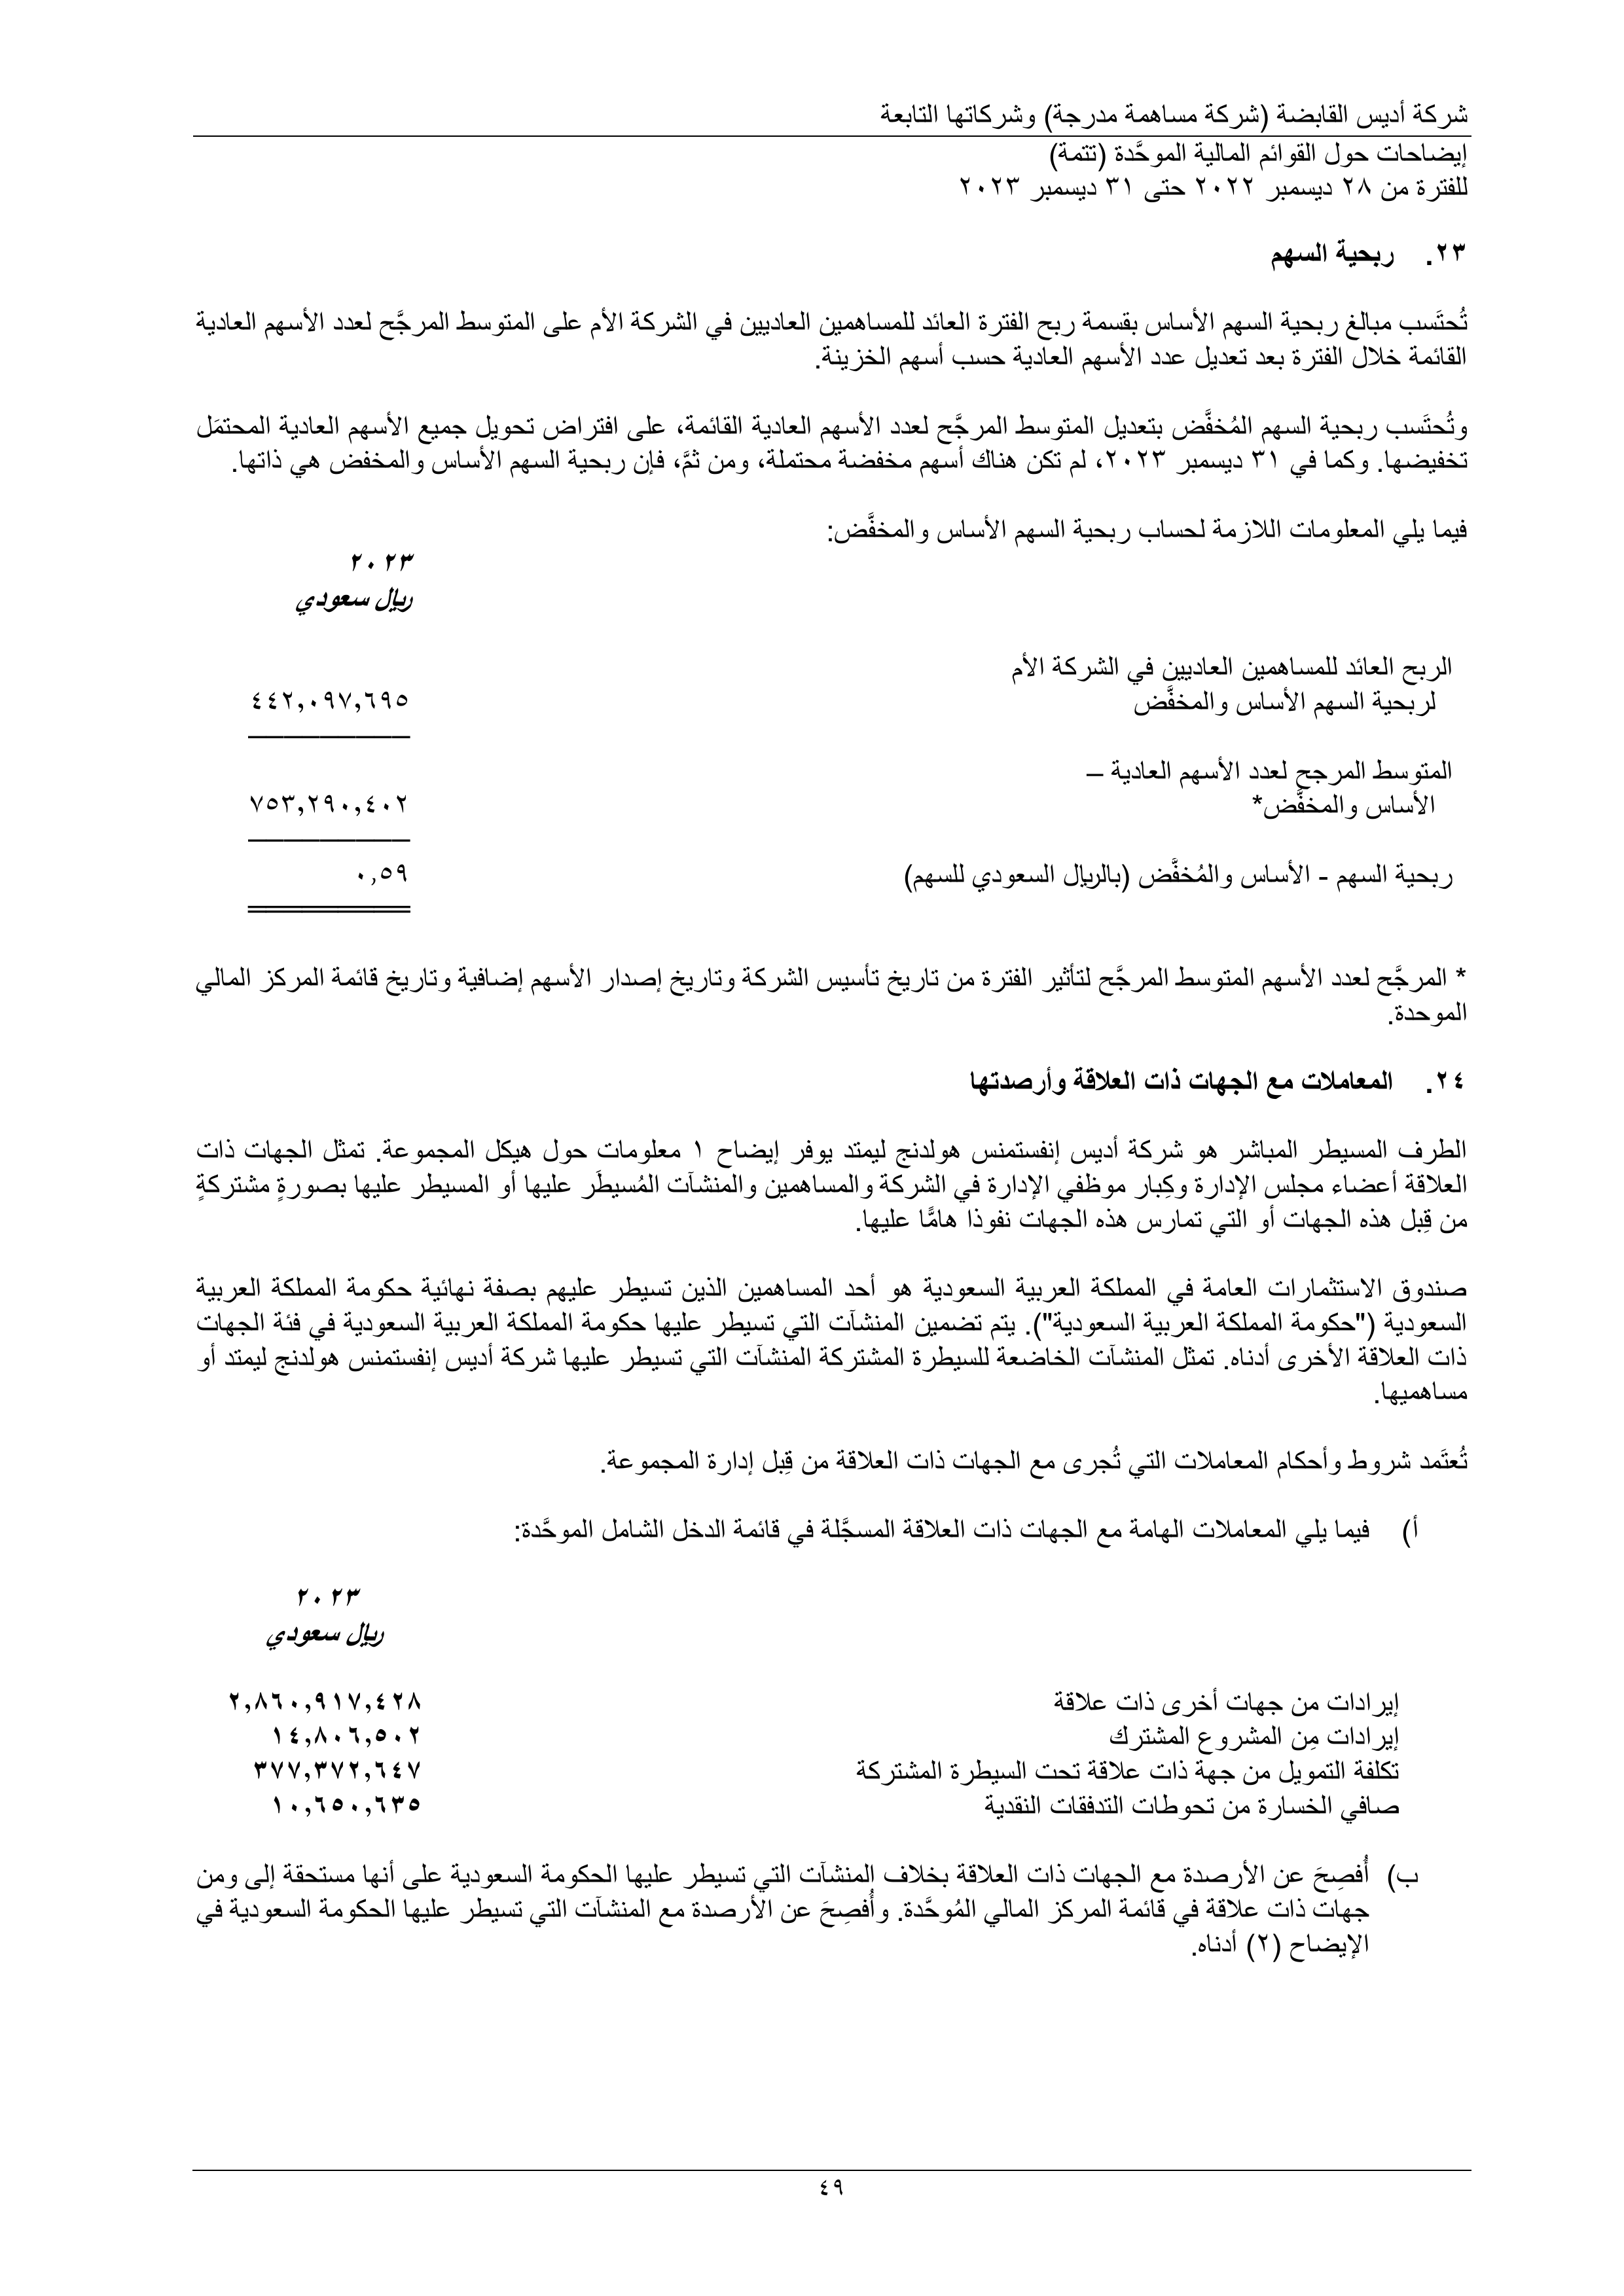 شركة أديس القابضة (شركة مساهمة مدرجة) وشركاتها التابعة
إيضاحات حول القوائم المالية الموحَّدة (تتمة)
للفترة من ٢٨ ديسمبر ٢٠٢٢ حتى ٣١ ديسمبر ٢٠٢٣
٢٣. ربحية السهم
تُحتَسب مبالغ ربحية السهم الأساس بقسمة ربح الفترة العائد للمساهمين العاديين في الشركة الأم على المتوسط المرجَّح لعدد الأسهم العادية
القائمة خلال الفترة بعد تعديل عدد الأسهم العادية حسب أسهم الخزينة.
وتُحتَسب ربحية السهم المُخفَّض بتعديل المتوسط المرجَّح لعدد الأسهم العادية القائمة، على افتراض تحويل جميع الأسهم العادية المحتمَل
تخفيضها. وكما في ٣١ ديسمبر ٢٠٢٣، لم تكن هناك أسهم مخفضة محتملة، ومن ثمَّ، فإن ربحية السهم الأساس والمخفض هي ذاتها.
فيما يلي المعلومات اللازمة لحساب ربحية السهم الأساس والمخفَّض:
٢٠٢٣
ريال سعودي
الربح العائد للمساهمين العاديين في الشركة الأم
لربحية السهم الأساس والمخفَّض ٤٤٢,٠٩٧,٦٩٥
المتوسط المرجح لعدد الأسهم العادية –
الأساس والمخفَّض* ٧٥٣,٢٩٠,٤٠٢
ربحية السهم - الأساس والمُخفَّض (بالريال السعودي للسهم) ٠,٥٩
* المرجَّح لعدد الأسهم المتوسط المرجَّح لتأثير الفترة من تاريخ تأسيس الشركة وتاريخ إصدار الأسهم إضافية وتاريخ قائمة المركز المالي
الموحدة.
٢٤. المعاملات مع الجهات ذات العلاقة وأرصدتها
الطرف المسيطر المباشر هو شركة أديس إنفستمنس هولدنج ليمتد يوفر إيضاح ١ معلومات حول هيكل المجموعة. تمثل الجهات ذات
العلاقة أعضاء مجلس الإدارة وكِبار موظفي الإدارة في الشركة والمساهمين والمنشآت المُسيطَر عليها أو المسيطر عليها بصورةٍ مشتركةٍ
من قِبل هذه الجهات أو التي تمارس هذه الجهات نفوذا هامًّا عليها.
صندوق الاستثمارات العامة في المملكة العربية السعودية هو أحد المساهمين الذين تسيطر عليهم بصفة نهائية حكومة المملكة العربية
السعودية ("حكومة المملكة العربية السعودية"). يتم تضمين المنشآت التي تسيطر عليها حكومة المملكة العربية السعودية في فئة الجهات
ذات العلاقة الأخرى أدناه. تمثل المنشآت الخاضعة للسيطرة المشتركة المنشآت التي تسيطر عليها شركة أديس إنفستمنس هولدنج ليمتد أو
مساهميها.
تُعتَمد شروط وأحكام المعاملات التي تُجرى مع الجهات ذات العلاقة من قِبل إدارة المجموعة.
أ) فيما يلي المعاملات الهامة مع الجهات ذات العلاقة المسجَّلة في قائمة الدخل الشامل الموحَّدة:
٢٠٢٣
ريال سعودي
إيرادات من جهات أخرى ذات علاقة ٢,٨٦٠,٩١٧,٤٢٨
إيرادات مِن المشروع المشترك ١٤,٨٠٦,٥٠٢
تكلفة التمويل من جهة ذات علاقة تحت السيطرة المشتركة ٣٧٧,٣٧٢,٦٤٧
صافي الخسارة من تحوطات التدفقات النقدية ١٠,٦٥٠,٦٣٥
ب) أُفصِحَ عن الأرصدة مع الجهات ذات العلاقة بخلاف المنشآت التي تسيطر عليها الحكومة السعودية على أنها مستحقة إلى ومن
جهات ذات علاقة في قائمة المركز المالي المُوحَّدة. وأُفصِحَ عن الأرصدة مع المنشآت التي تسيطر عليها الحكومة السعودية في
الإيضاح (٢) أدناه.
٤٩